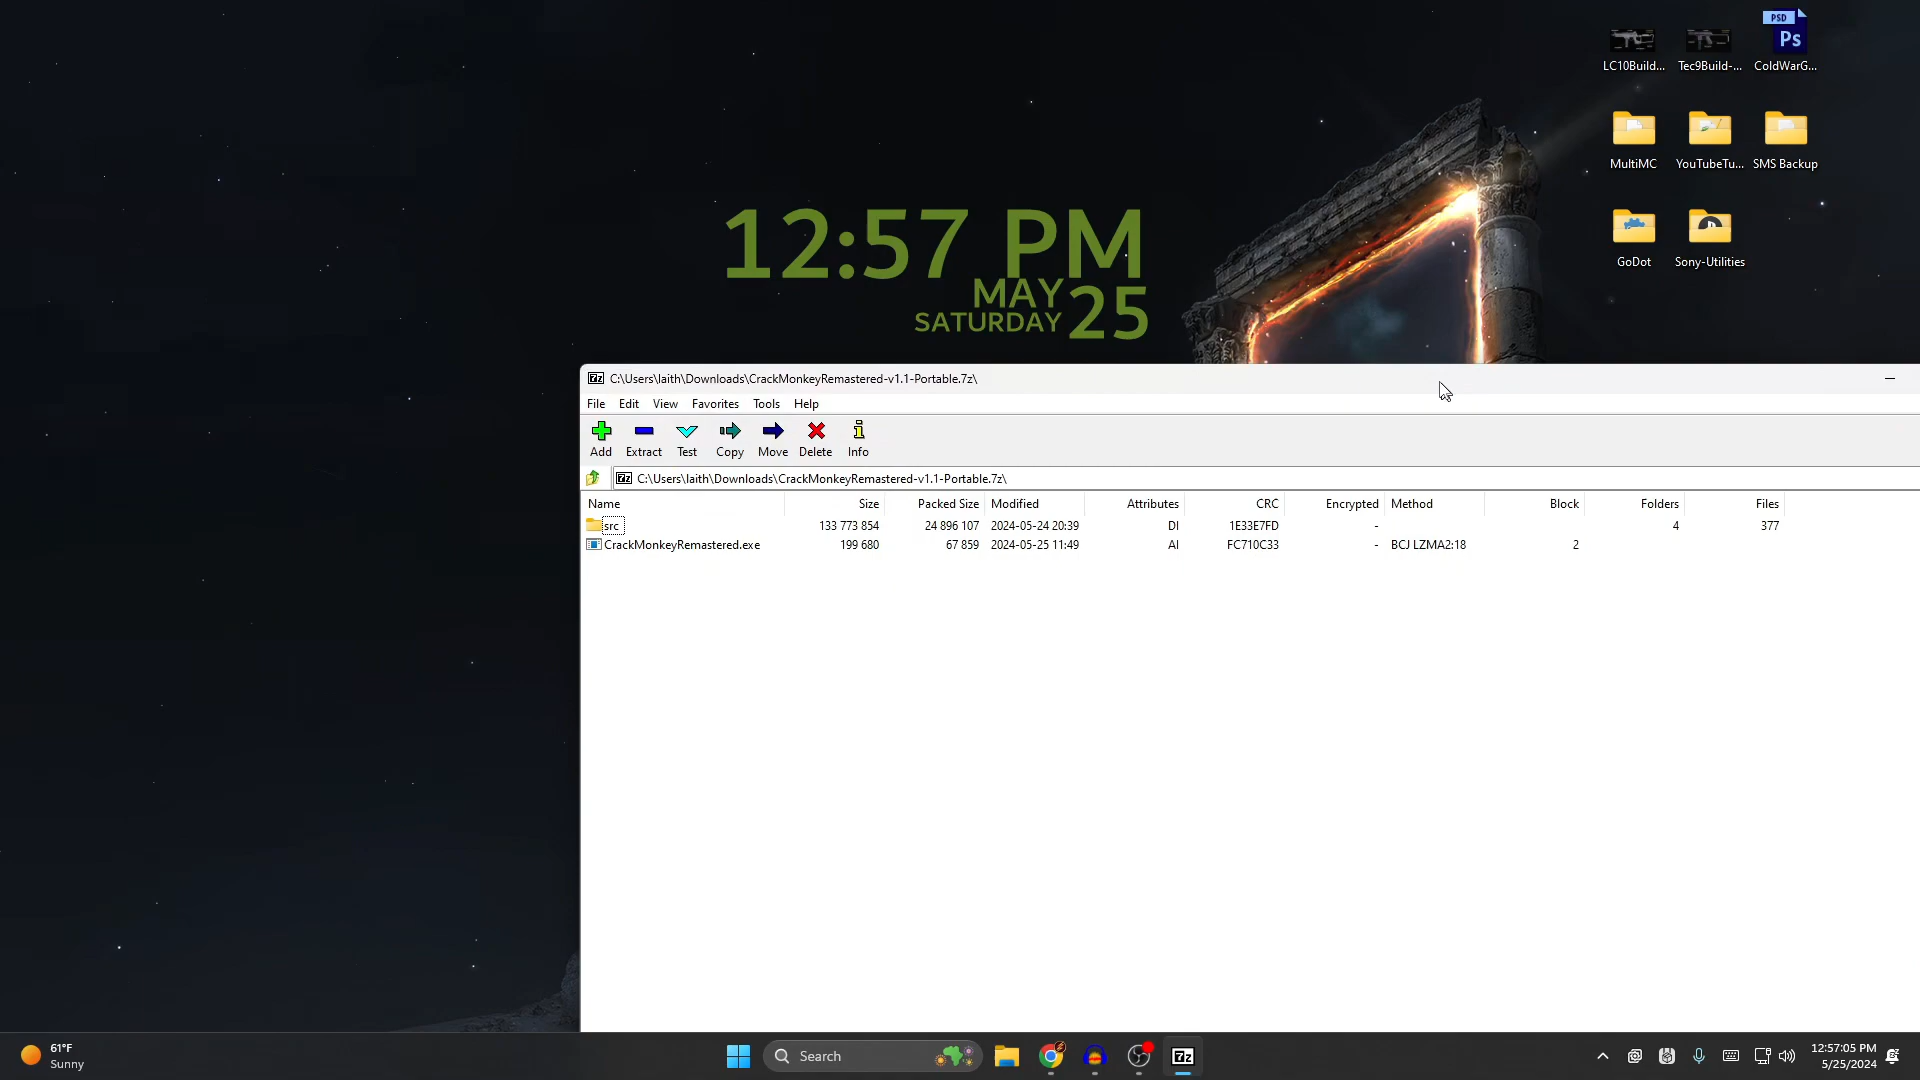 PSD
Ps
LC10Build...
Tec9Build-...
ColdWarG...
MultiMC
YouTubeTu...
SMS Backup
GoDot
Sony-Utilities
12:57 PM
MAY
SATURDAY
25
7z C:\Users\laith\Downloads\CrackMonkeyRemastered-v1.1-Portable.7z\
File Edit View Favorites Tools Help
Add Extract Test Copy Move Delete Info
7z C:\Users\laith\Downloads\CrackMonkeyRemastered-v1.1-Portable.7z\
Name Size Packed Size Modified Attributes CRC Encrypted Method Block Folders Files
src 133 773 854 24 896 107 2024-05-24 20:39 DI 1E33E7FD - 4 377
CrackMonkeyRemastered.exe 199 680 67 859 2024-05-25 11:49 AI FC710C33 - BCJ LZMA2:18 2
61°F
Sunny
Search
7z
12:57:05 PM
5/25/2024